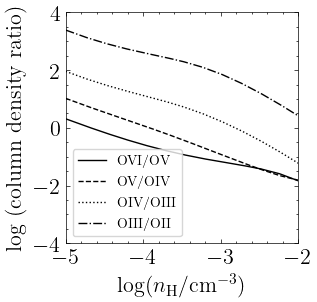 4
2
0
−2
−4
log (column density ratio)
OVI/OV
OV/OIV
OIV/OIII
OIII/OII
−5 −4 −3 −2
log(n_H/cm⁻³)